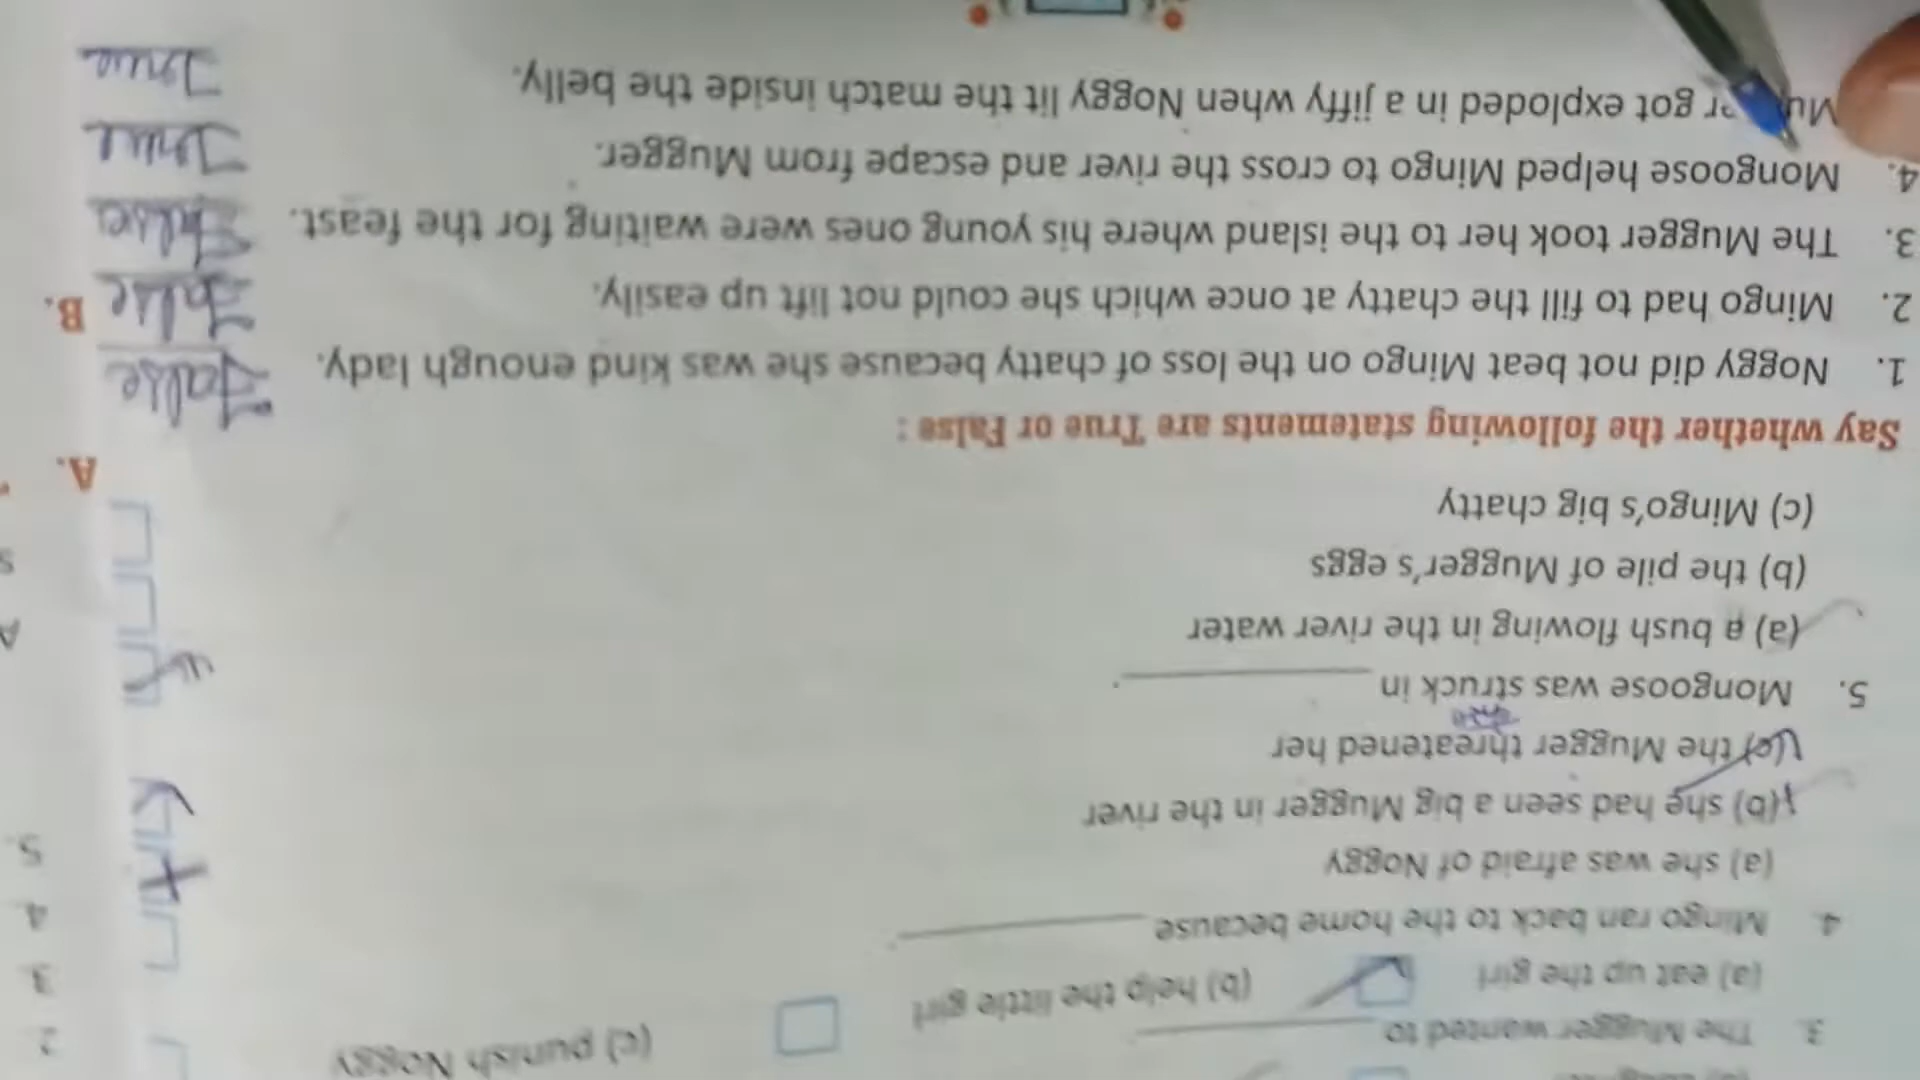 3. The Mugger wanted to
(a) eat up the girl (b) help the little girl (c) punish Noggy
4. Mingo ran back to the home because
(a) she was afraid of Noggy
(b) she had seen a big Mugger in the river
(c) the Mugger threatened her
5. Mongoose was struck in
(a) a bush flowing in the river water
(b) the pile of Mugger's eggs
(c) Mingo's big chatty
Say whether the following statements are True or False :
1. Noggy did not beat Mingo on the loss of chatty because she was kind enough lady. False
2. Mingo had to fill the chatty at once which she could not lift up easily. False
3. The Mugger took her to the island where his young ones were waiting for the feast. False
4. Mongoose helped Mingo to cross the river and escape from Mugger. True
got exploded in a jiffy when Noggy lit the match inside the belly. True
2
3
4
5.
A
S
A.
B.